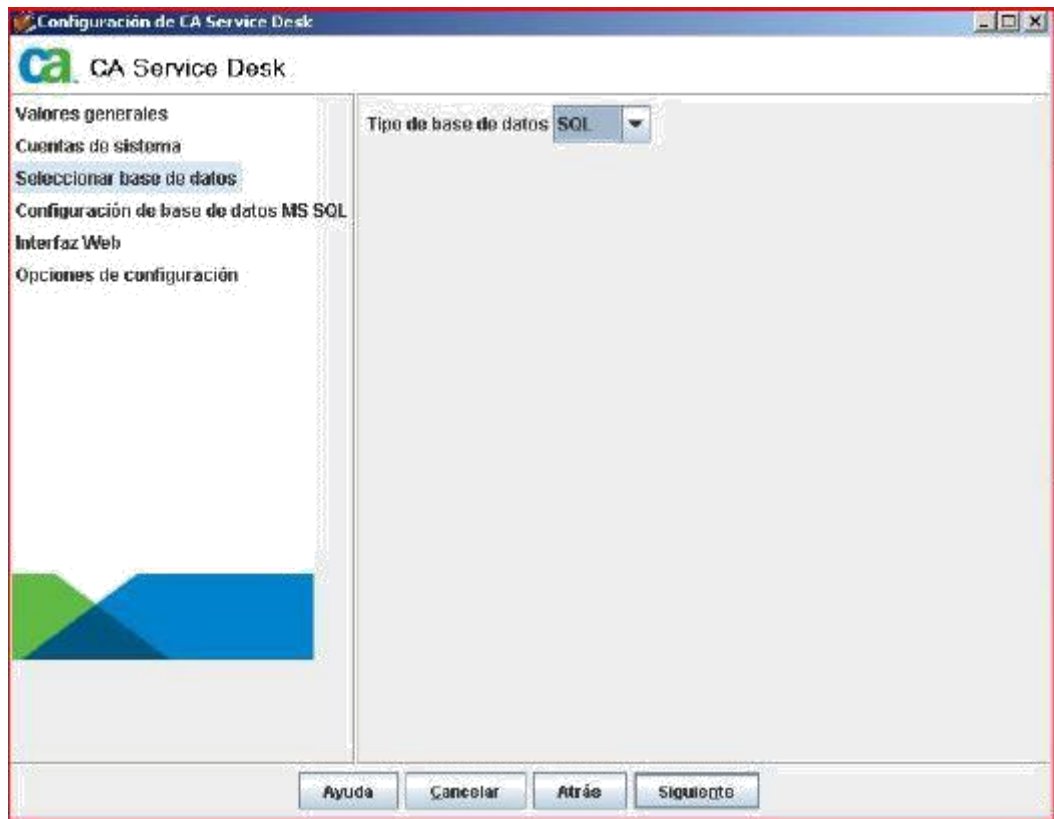 Configuración de CA Service Desk
ca CA Service Desk
Valores generales
Cuentas de sistema
Seleccionar base de datos
Configuración de base de datos MS SQL
Interfaz Web
Opciones de configuración
Tipo de base de datos SQL
Ayuda Cancelar Atrás Siguiente